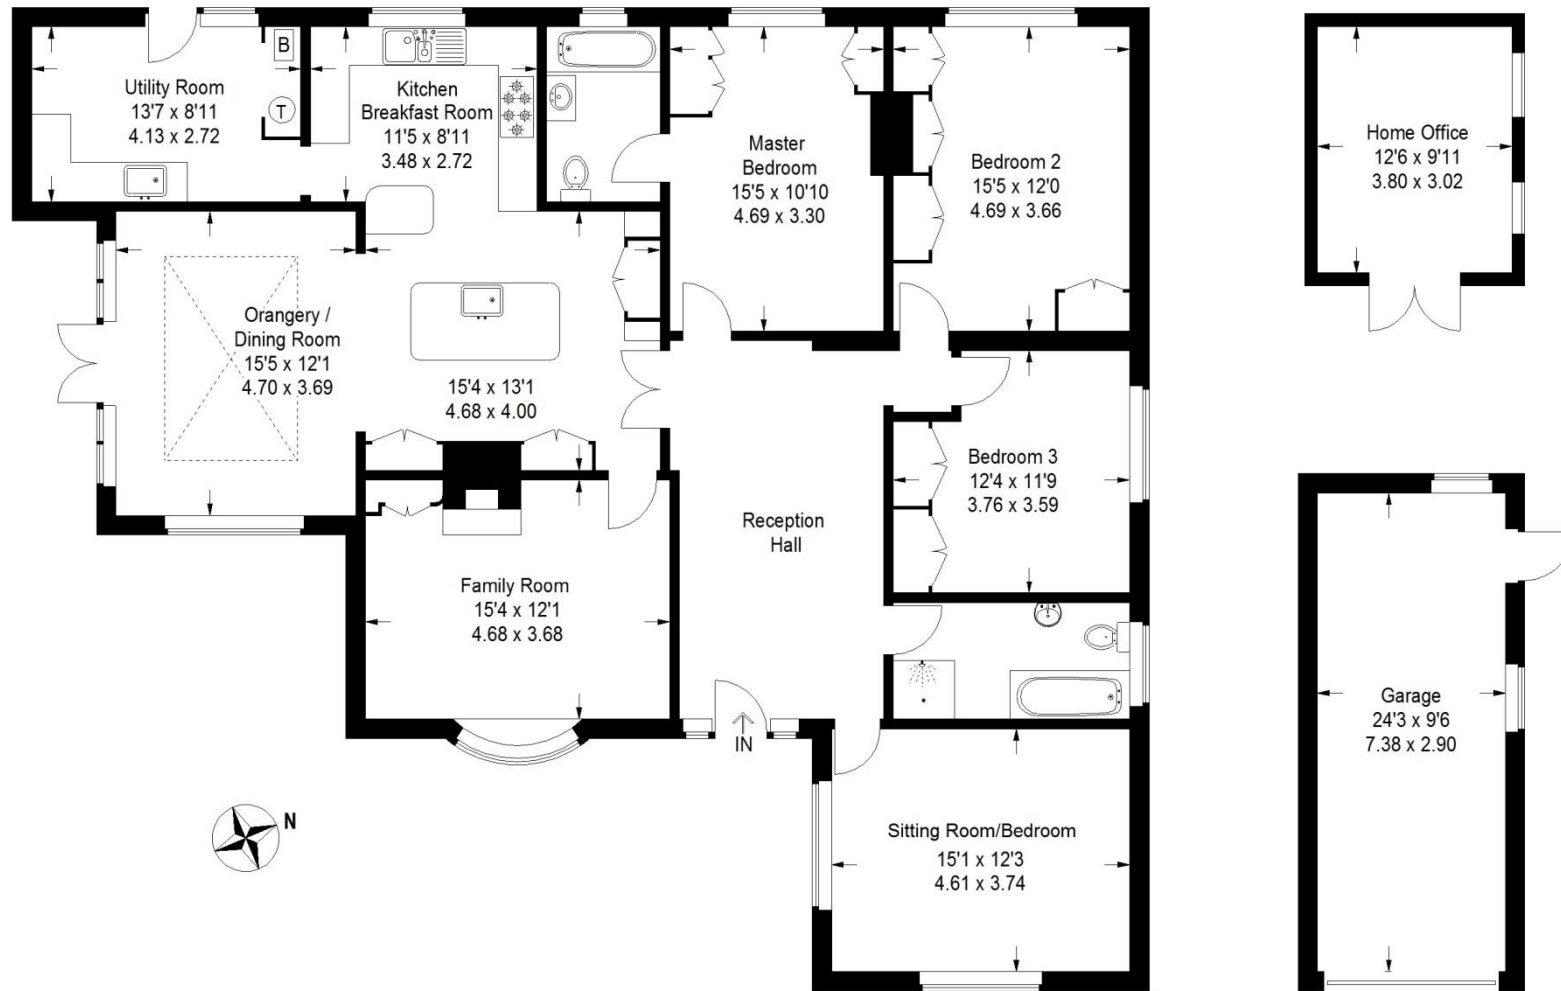 Utility Room
13'7 x 8'11
4.13 x 2.72
B
T
Kitchen
Breakfast Room
11'5 x 8'11
3.48 x 2.72
Master
Bedroom
15'5 x 10'10
4.69 x 3.30
Bedroom 2
15'5 x 12'0
4.69 x 3.66
Home Office
12'6 x 9'11
3.80 x 3.02
Orangery /
Dining Room
15'5 x 12'1
4.70 x 3.69
15'4 x 13'1
4.68 x 4.00
Bedroom 3
12'4 x 11'9
3.76 x 3.59
Reception
Hall
Family Room
15'4 x 12'1
4.68 x 3.68
IN
Garage
24'3 x 9'6
7.38 x 2.90
N
Sitting Room/Bedroom
15'1 x 12'3
4.61 x 3.74